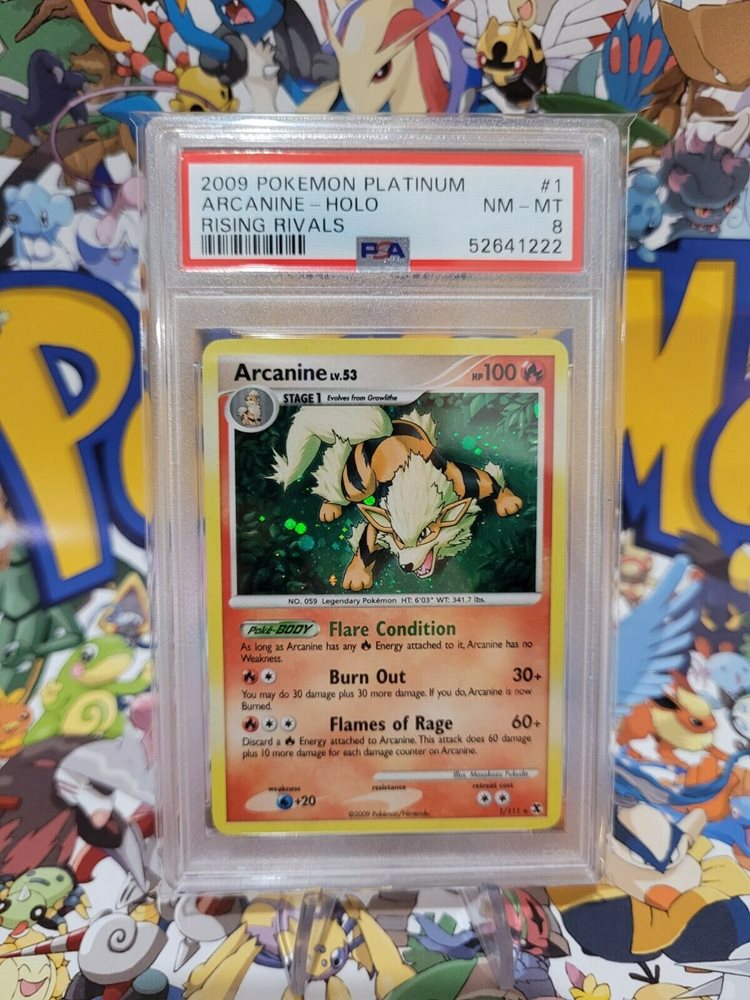 2009 POKEMON PLATINUM #1
ARCANINE - HOLO NM - MT
RISING RIVALS 8
PSA 52641222
Arcanine LV.53 HP100
STAGE 1 Evolves from Growlithe
NO. 059 Legendary Pokémon HT: 6'03" WT: 341.7 lbs.
Poké-BODY Flare Condition
As long as Arcanine has any Energy attached to it, Arcanine has no
Weakness.
Burn Out 30+
You may do 30 damage plus 30 more damage. If you do, Arcanine is now
Burned.
Flames of Rage 60+
Discard a Energy attached to Arcanine. This attack does 60 damage
plus 10 more damage for each damage counter on Arcanine.
Illus. Masakazu Fukuda
weakness resistance retreat cost
+20
©2009 Pokémon/Nintendo 1/111